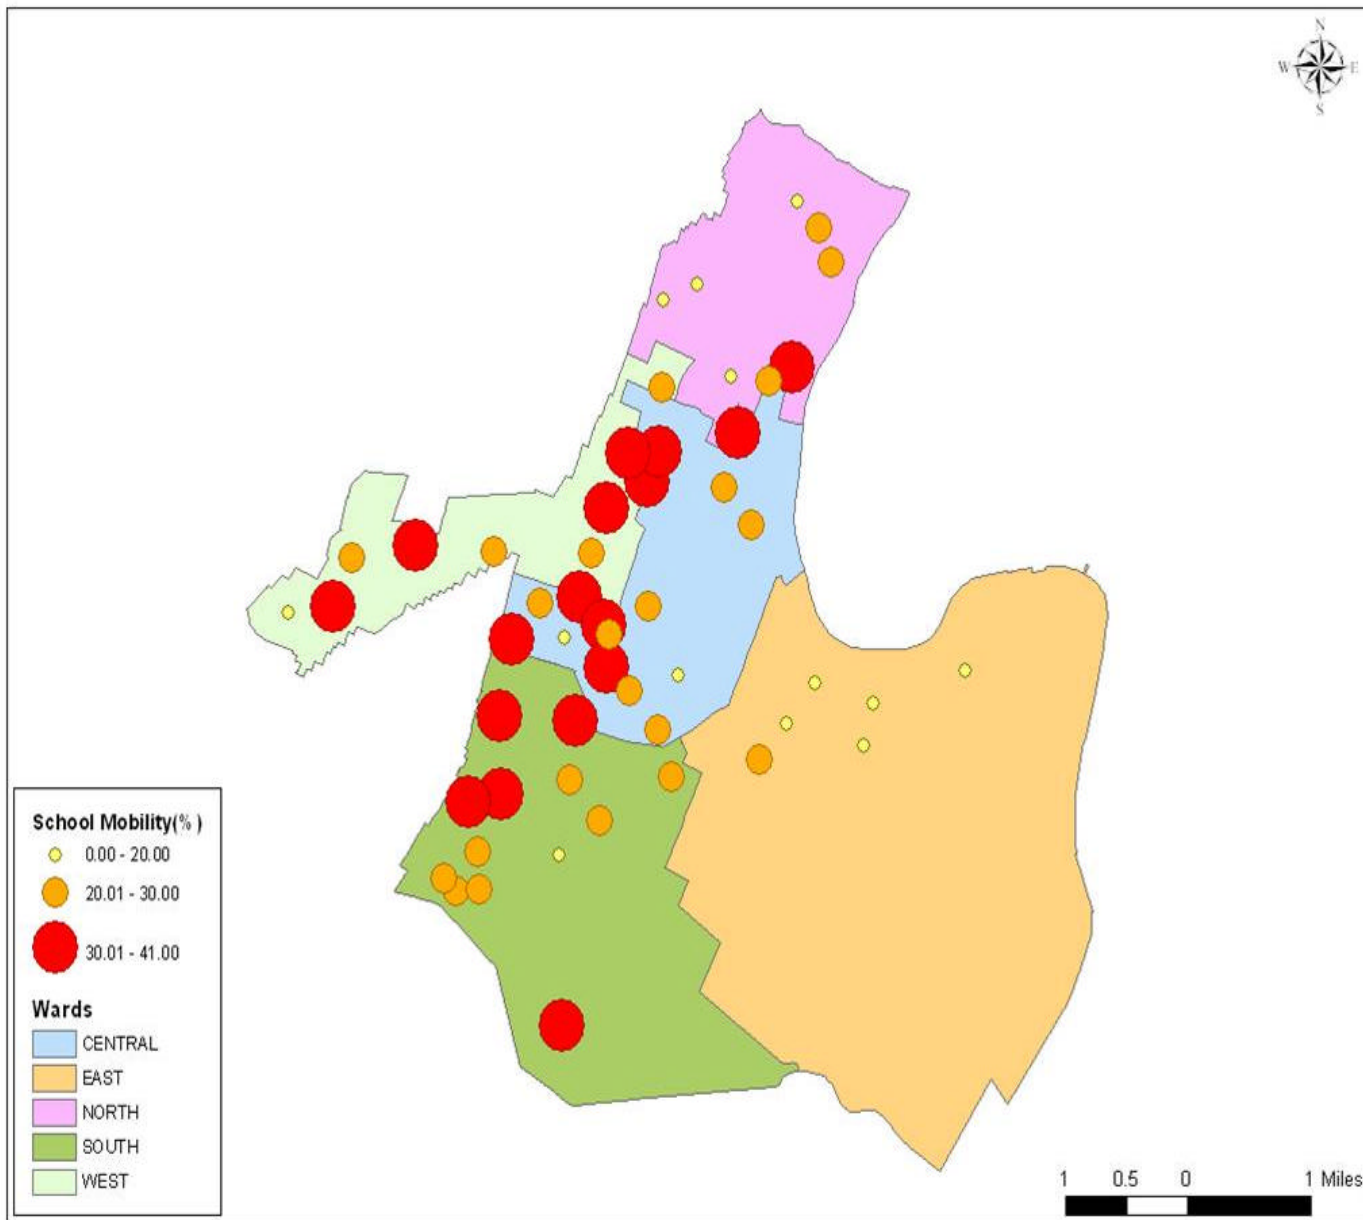 N
W E
S
School Mobility(%)
0.00 - 20.00
20.01 - 30.00
30.01 - 41.00
Wards
CENTRAL
EAST
NORTH
SOUTH
WEST
1 0.5 0 1 Miles